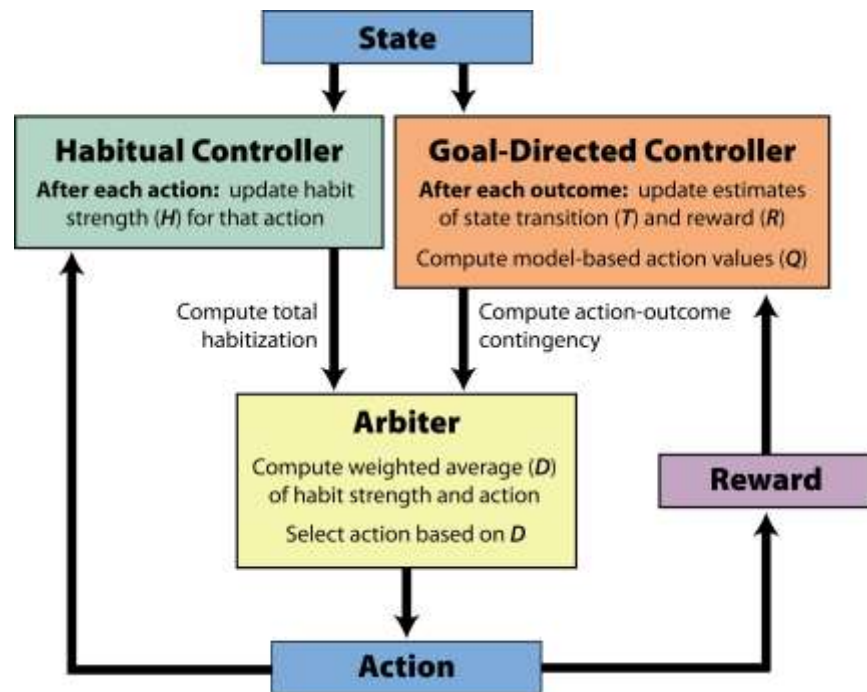 State
Habitual Controller
After each action: update habit
strength (H) for that action
Goal-Directed Controller
After each outcome: update estimates
of state transition (T) and reward (R)
Compute model-based action values (Q)
Compute total
habitization
Compute action-outcome
contingency
Arbiter
Compute weighted average (D)
of habit strength and action
Select action based on D
Reward
Action